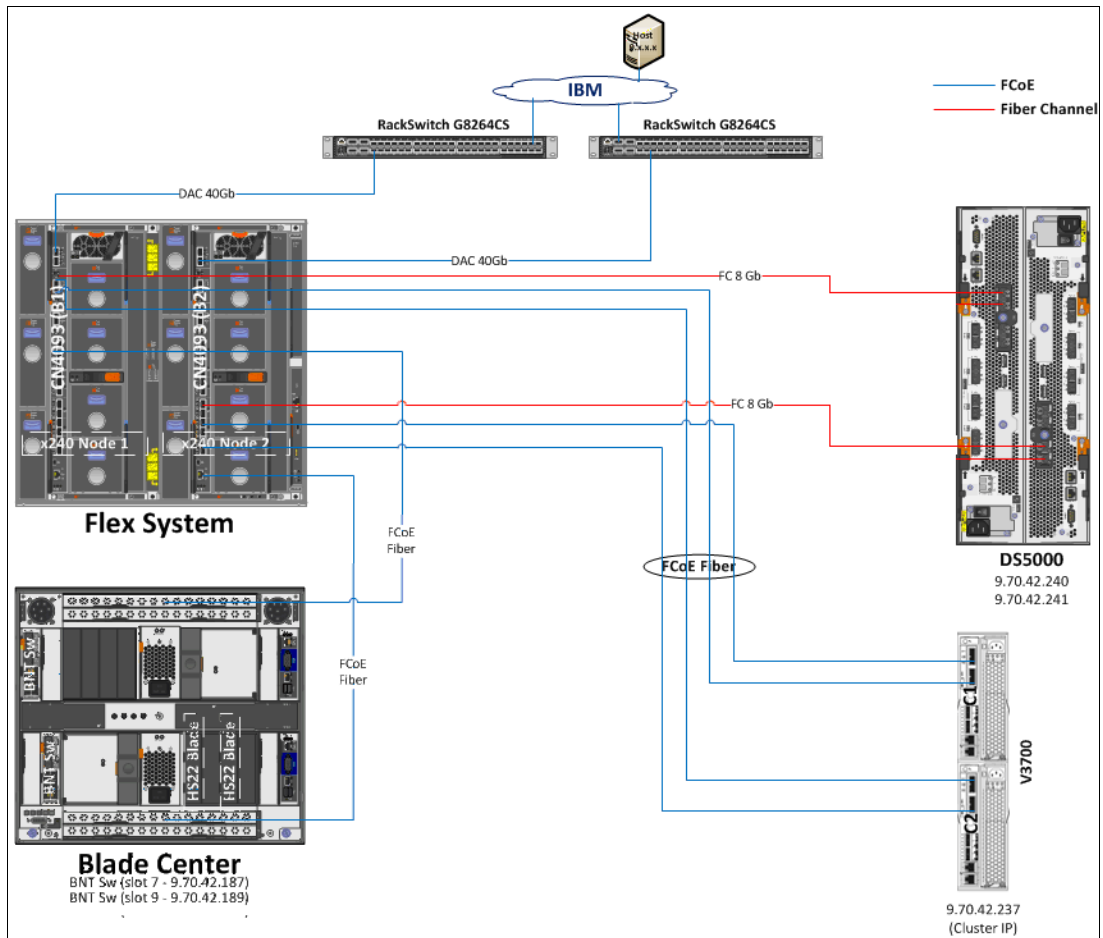 Host
9.x.x.x
IBM
FCoE
Fiber Channel
RackSwitch G8264CS
RackSwitch G8264CS
DAC 40Gb
DAC 40Gb
FC 8 Gb
CN4093 (B1)
CN4093 (B2)
FC 8 Gb
x240 Node 1
x240 Node 2
Flex System
FCoE
Fiber
FCoE Fiber
DS5000
9.70.42.240
9.70.42.241
BNT Sw
FCoE
Fiber
C1
V3700
HS22 Blade
HS22 Blade
BNT Sw
C2
Blade Center
BNT Sw (slot 7 - 9.70.42.187)
BNT Sw (slot 9 - 9.70.42.189)
9.70.42.237
(Cluster IP)